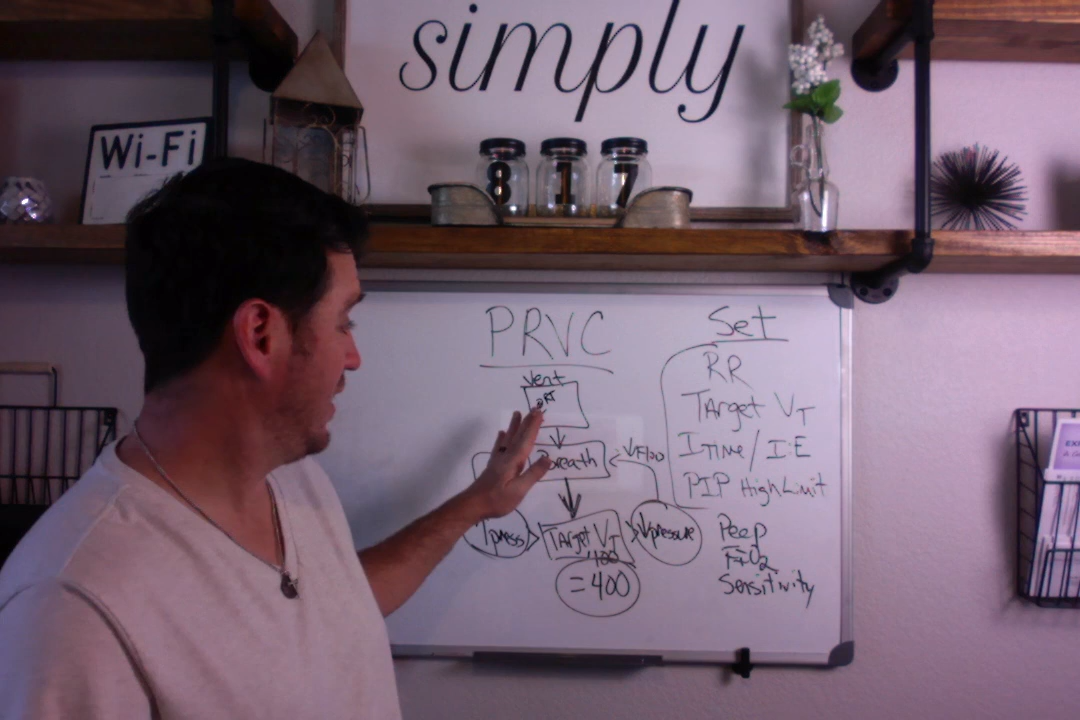 simply
Wi-Fi
8 1 7
PRVC
Vent
Breath
↑press
Target VT
400
↓pressure
= 400
Set
RR
Target VT
I Time / I:E
PIP High Limit
Peep
FiO2
Sensitivity